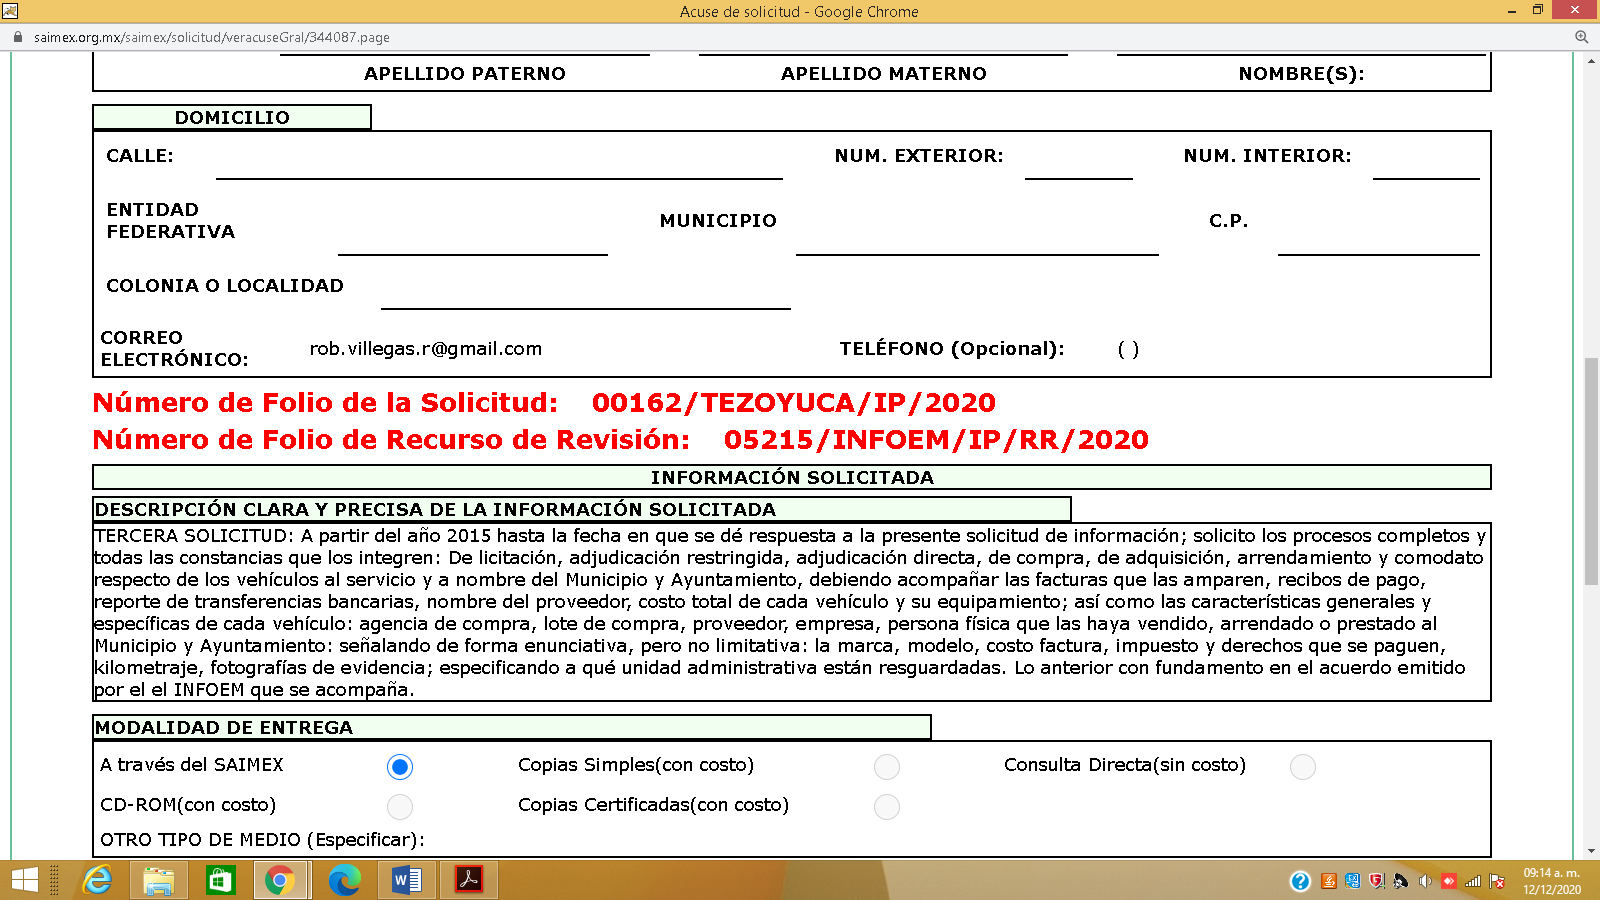 Acuse de solicitud - Google Chrome
saimex.org.mx/saimex/solicitud/veracuseGral/344087.page
APELLIDO PATERNO APELLIDO MATERNO NOMBRE(S):
DOMICILIO
CALLE: NUM. EXTERIOR: NUM. INTERIOR:
ENTIDAD
FEDERATIVA MUNICIPIO C.P.
COLONIA O LOCALIDAD
CORREO
ELECTRÓNICO: rob.villegas.r@gmail.com TELÉFONO (Opcional): ( )
Número de Folio de la Solicitud: 00162/TEZOYUCA/IP/2020
Número de Folio de Recurso de Revisión: 05215/INFOEM/IP/RR/2020
INFORMACIÓN SOLICITADA
DESCRIPCIÓN CLARA Y PRECISA DE LA INFORMACIÓN SOLICITADA
TERCERA SOLICITUD: A partir del año 2015 hasta la fecha en que se dé respuesta a la presente solicitud de información; solicito los procesos completos y
todas las constancias que los integren: De licitación, adjudicación restringida, adjudicación directa, de compra, de adquisición, arrendamiento y comodato
respecto de los vehículos al servicio y a nombre del Municipio y Ayuntamiento, debiendo acompañar las facturas que las amparen, recibos de pago,
reporte de transferencias bancarias, nombre del proveedor, costo total de cada vehículo y su equipamiento; así como las características generales y
específicas de cada vehículo: agencia de compra, lote de compra, proveedor, empresa, persona física que las haya vendido, arrendado o prestado al
Municipio y Ayuntamiento: señalando de forma enunciativa, pero no limitativa: la marca, modelo, costo factura, impuesto y derechos que se paguen,
kilometraje, fotografías de evidencia; especificando a qué unidad administrativa están resguardadas. Lo anterior con fundamento en el acuerdo emitido
por el el INFOEM que se acompaña.
MODALIDAD DE ENTREGA
A través del SAIMEX Copias Simples(con costo) Consulta Directa(sin costo)
CD-ROM(con costo) Copias Certificadas(con costo)
OTRO TIPO DE MEDIO (Especificar):
09:14 a. m.
12/12/2020